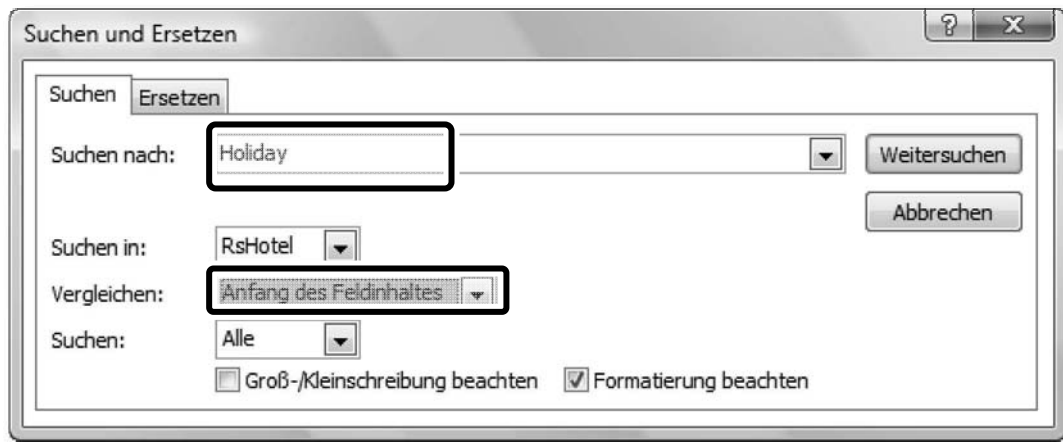 Suchen und Ersetzen
Suchen Ersetzen
Suchen nach: Holiday Weitersuchen
Abbrechen
Suchen in: RsHotel
Vergleichen: Anfang des Feldinhaltes
Suchen: Alle
Groß-/Kleinschreibung beachten Formatierung beachten